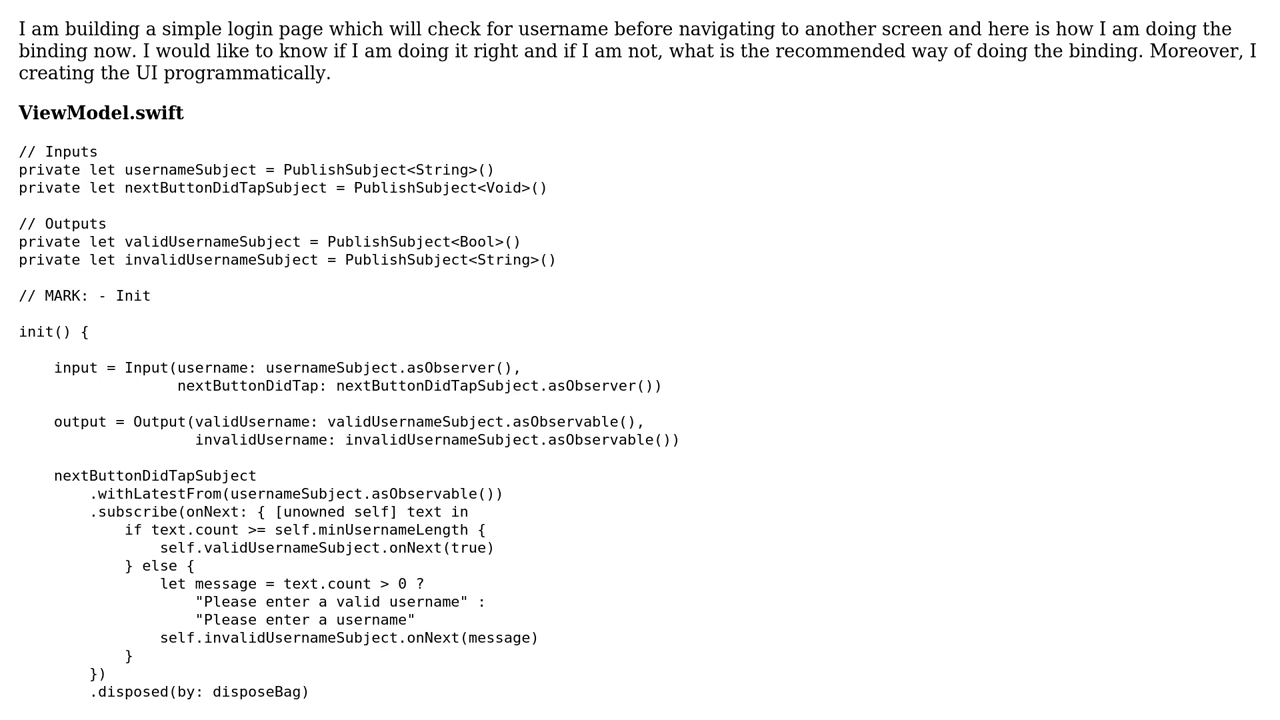 I am building a simple login page which will check for username before navigating to another screen and here is how I am doing the
binding now. I would like to know if I am doing it right and if I am not, what is the recommended way of doing the binding. Moreover, I
creating the UI programmatically.
ViewModel.swift
// Inputs
private let usernameSubject = PublishSubject<String>()
private let nextButtonDidTapSubject = PublishSubject<Void>()
// Outputs
private let validUsernameSubject = PublishSubject<Bool>()
private let invalidUsernameSubject = PublishSubject<String>()
// MARK: - Init
init() {
    input = Input(username: usernameSubject.asObserver(),
                  nextButtonDidTap: nextButtonDidTapSubject.asObserver())
    output = Output(validUsername: validUsernameSubject.asObservable(),
                    invalidUsername: invalidUsernameSubject.asObservable())
    nextButtonDidTapSubject
        .withLatestFrom(usernameSubject.asObservable())
        .subscribe(onNext: { [unowned self] text in
            if text.count >= self.minUsernameLength {
                self.validUsernameSubject.onNext(true)
            } else {
                let message = text.count > 0 ?
                    "Please enter a valid username" :
                    "Please enter a username"
                self.invalidUsernameSubject.onNext(message)
            }
        })
        .disposed(by: disposeBag)